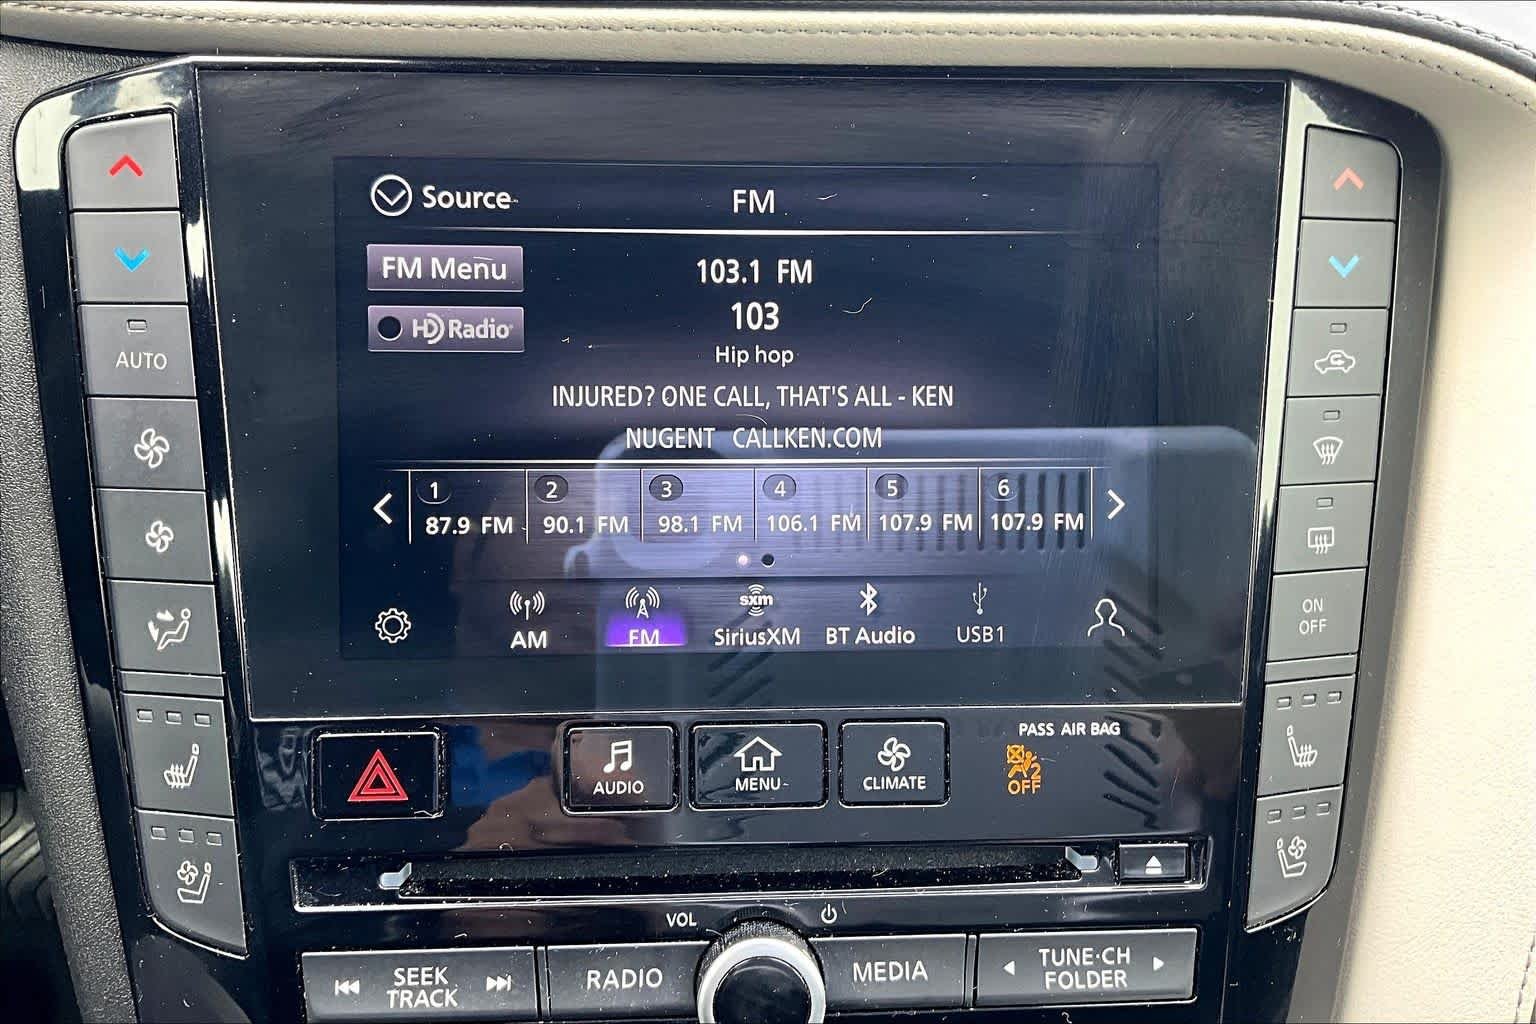 Source
FM
FM Menu
103.1 FM
103
HD Radio
Hip hop
INJURED? ONE CALL, THAT'S ALL - KEN
NUGENT CALLKEN.COM
1 2 3 4 5 6
87.9 FM 90.1 FM 98.1 FM 106.1 FM 107.9 FM 107.9 FM
sxm
AM FM SiriusXM BT Audio USB1
AUTO
ON
OFF
PASS AIR BAG
2
OFF
AUDIO
MENU
CLIMATE
VOL
SEEK
TRACK
RADIO
MEDIA
TUNE·CH
FOLDER